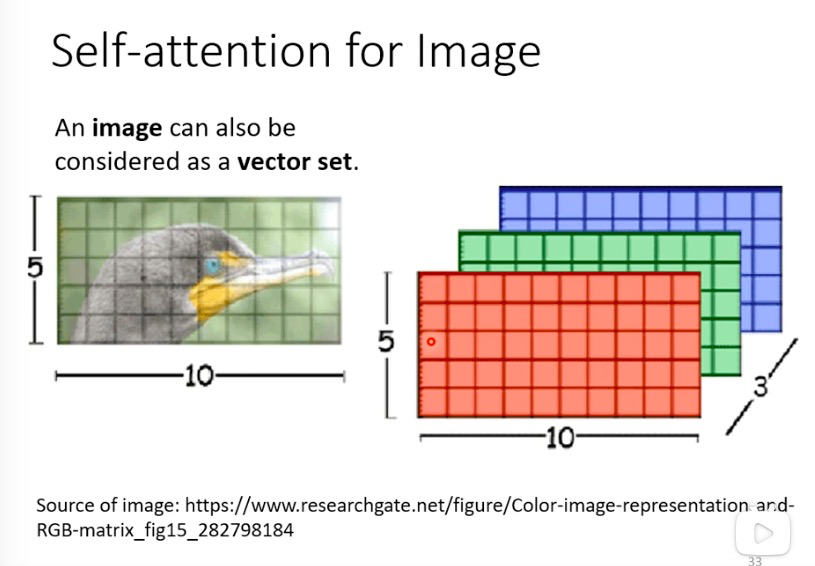 Self-attention for Image
An image can also be
considered as a vector set.
5
10
5
10
3
Source of image: https://www.researchgate.net/figure/Color-image-representation-and-
RGB-matrix_fig15_282798184
33